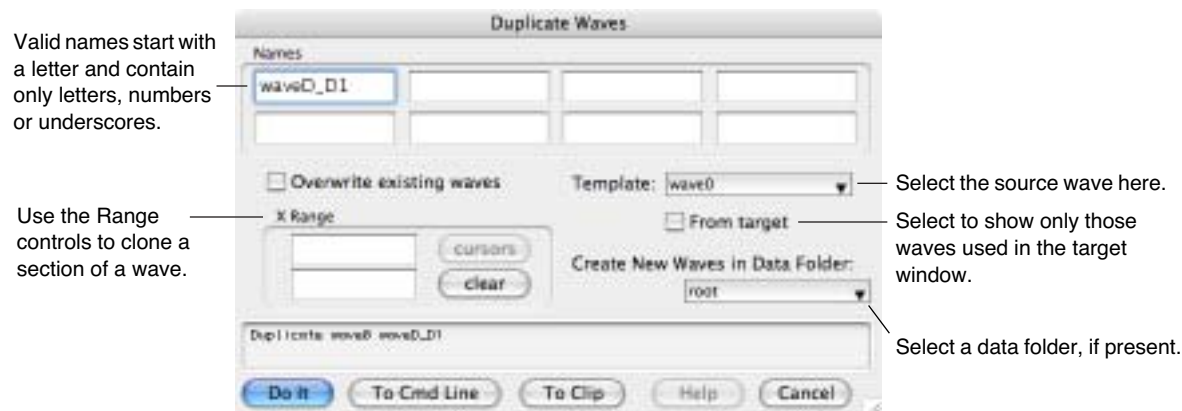 Duplicate Waves
Valid names start with
a letter and contain
only letters, numbers
or underscores.
Names
waveD_D1
Overwrite existing waves
Template: wave0
Select the source wave here.
Use the Range
controls to clone a
section of a wave.
X Range
cursors
clear
From target
Select to show only those
waves used in the target
window.
Create New Waves in Data Folder:
root
Select a data folder, if present.
Duplicate wave0 waveD_D1
Do It
To Cmd Line
To Clip
Help
Cancel